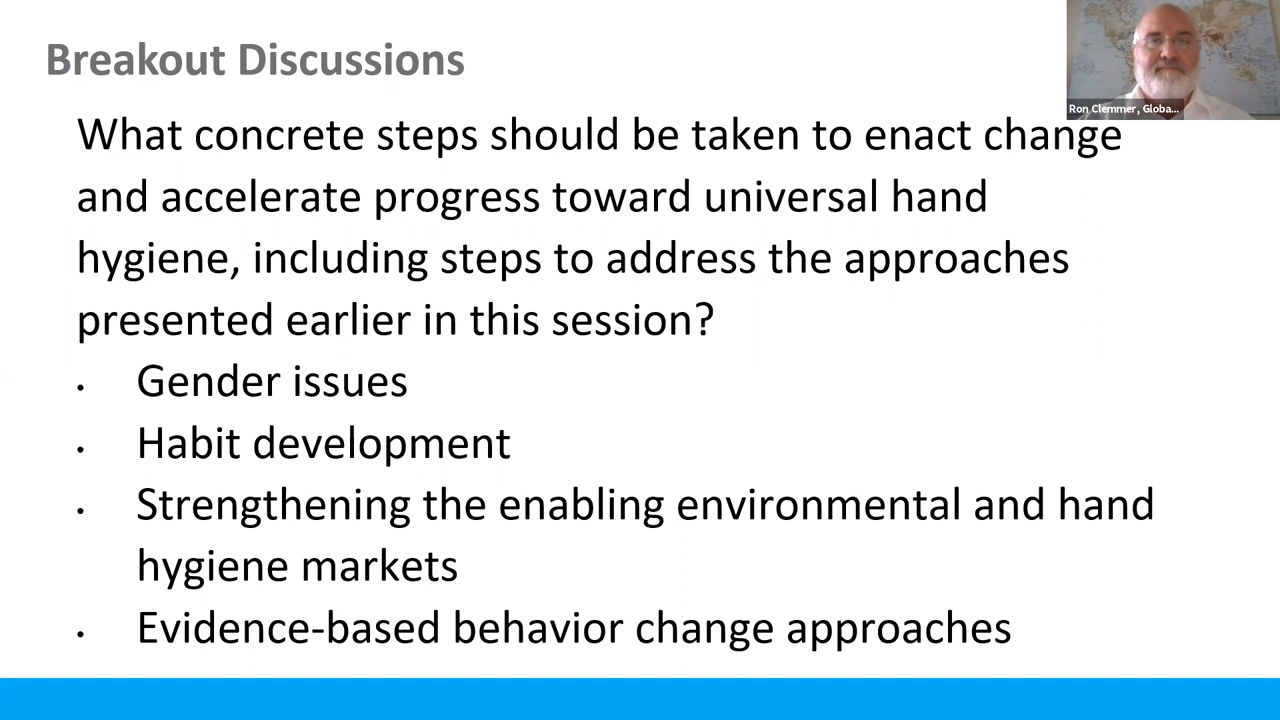 Breakout Discussions
Ron Clemmer, Globa...
What concrete steps should be taken to enact change
and accelerate progress toward universal hand
hygiene, including steps to address the approaches
presented earlier in this session?
• Gender issues
• Habit development
• Strengthening the enabling environmental and hand
hygiene markets
• Evidence-based behavior change approaches